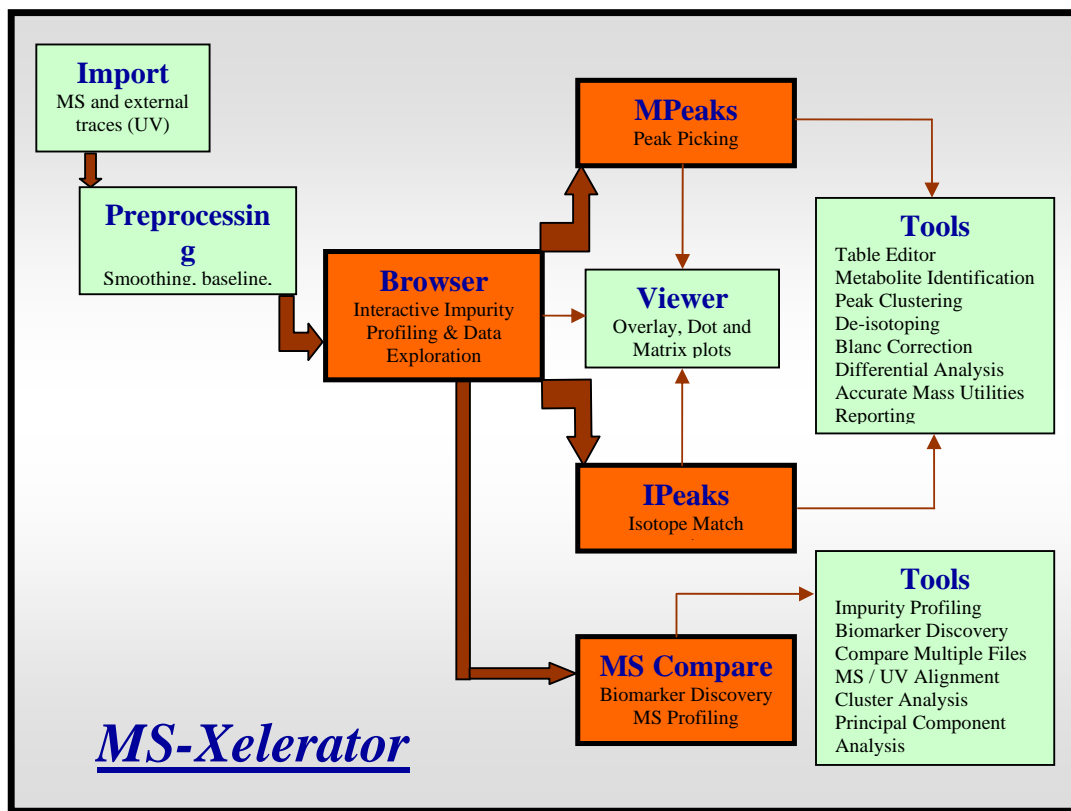 Import
MS and external
traces (UV)
Preprocessin
g
Smoothing, baseline,
Browser
Interactive Impurity
Profiling & Data
Exploration
MPeaks
Peak Picking
Viewer
Overlay, Dot and
Matrix plots
IPeaks
Isotope Match
MS Compare
Biomarker Discovery
MS Profiling
Tools
Table Editor
Metabolite Identification
Peak Clustering
De-isotoping
Blanc Correction
Differential Analysis
Accurate Mass Utilities
Reporting
Tools
Impurity Profiling
Biomarker Discovery
Compare Multiple Files
MS / UV Alignment
Cluster Analysis
Principal Component
Analysis
MS-Xelerator